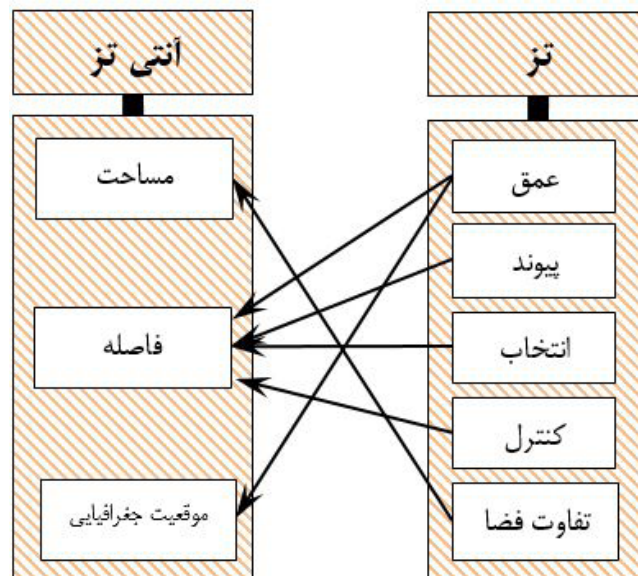 تز
عمق
پیوند
انتخاب
کنترل
تفاوت فضا
آنتی تز
مساحت
فاصله
موقعیت جغرافیایی